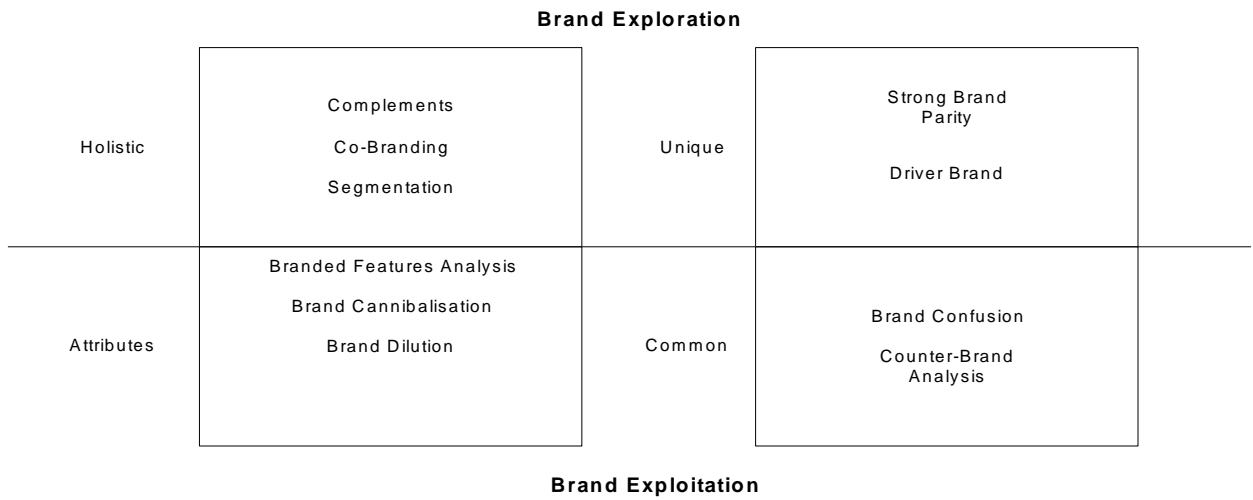 Brand Exploration
Holistic
Complements
Co-Branding
Segmentation
Unique
Strong Brand
Parity
Driver Brand
Attributes
Branded Features Analysis
Brand Cannibalisation
Brand Dilution
Common
Brand Confusion
Counter-Brand
Analysis
Brand Exploitation